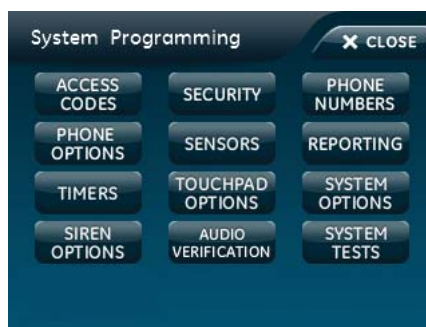 System Programming
X CLOSE
ACCESS CODES
SECURITY
PHONE NUMBERS
PHONE OPTIONS
SENSORS
REPORTING
TIMERS
TOUCHPAD OPTIONS
SYSTEM OPTIONS
SIREN OPTIONS
AUDIO VERIFICATION
SYSTEM TESTS